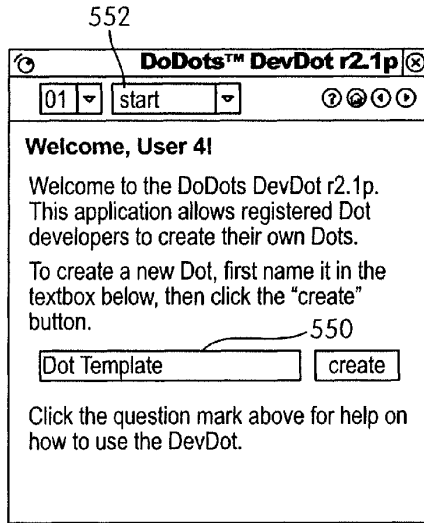 552
DoDots™ DevDot r2.1p
01 start
Welcome, User 4!
Welcome to the DoDots DevDot r2.1p.
This application allows registered Dot
developers to create their own Dots.
To create a new Dot, first name it in the
textbox below, then click the “create”
button.
550
Dot Template create
Click the question mark above for help on
how to use the DevDot.